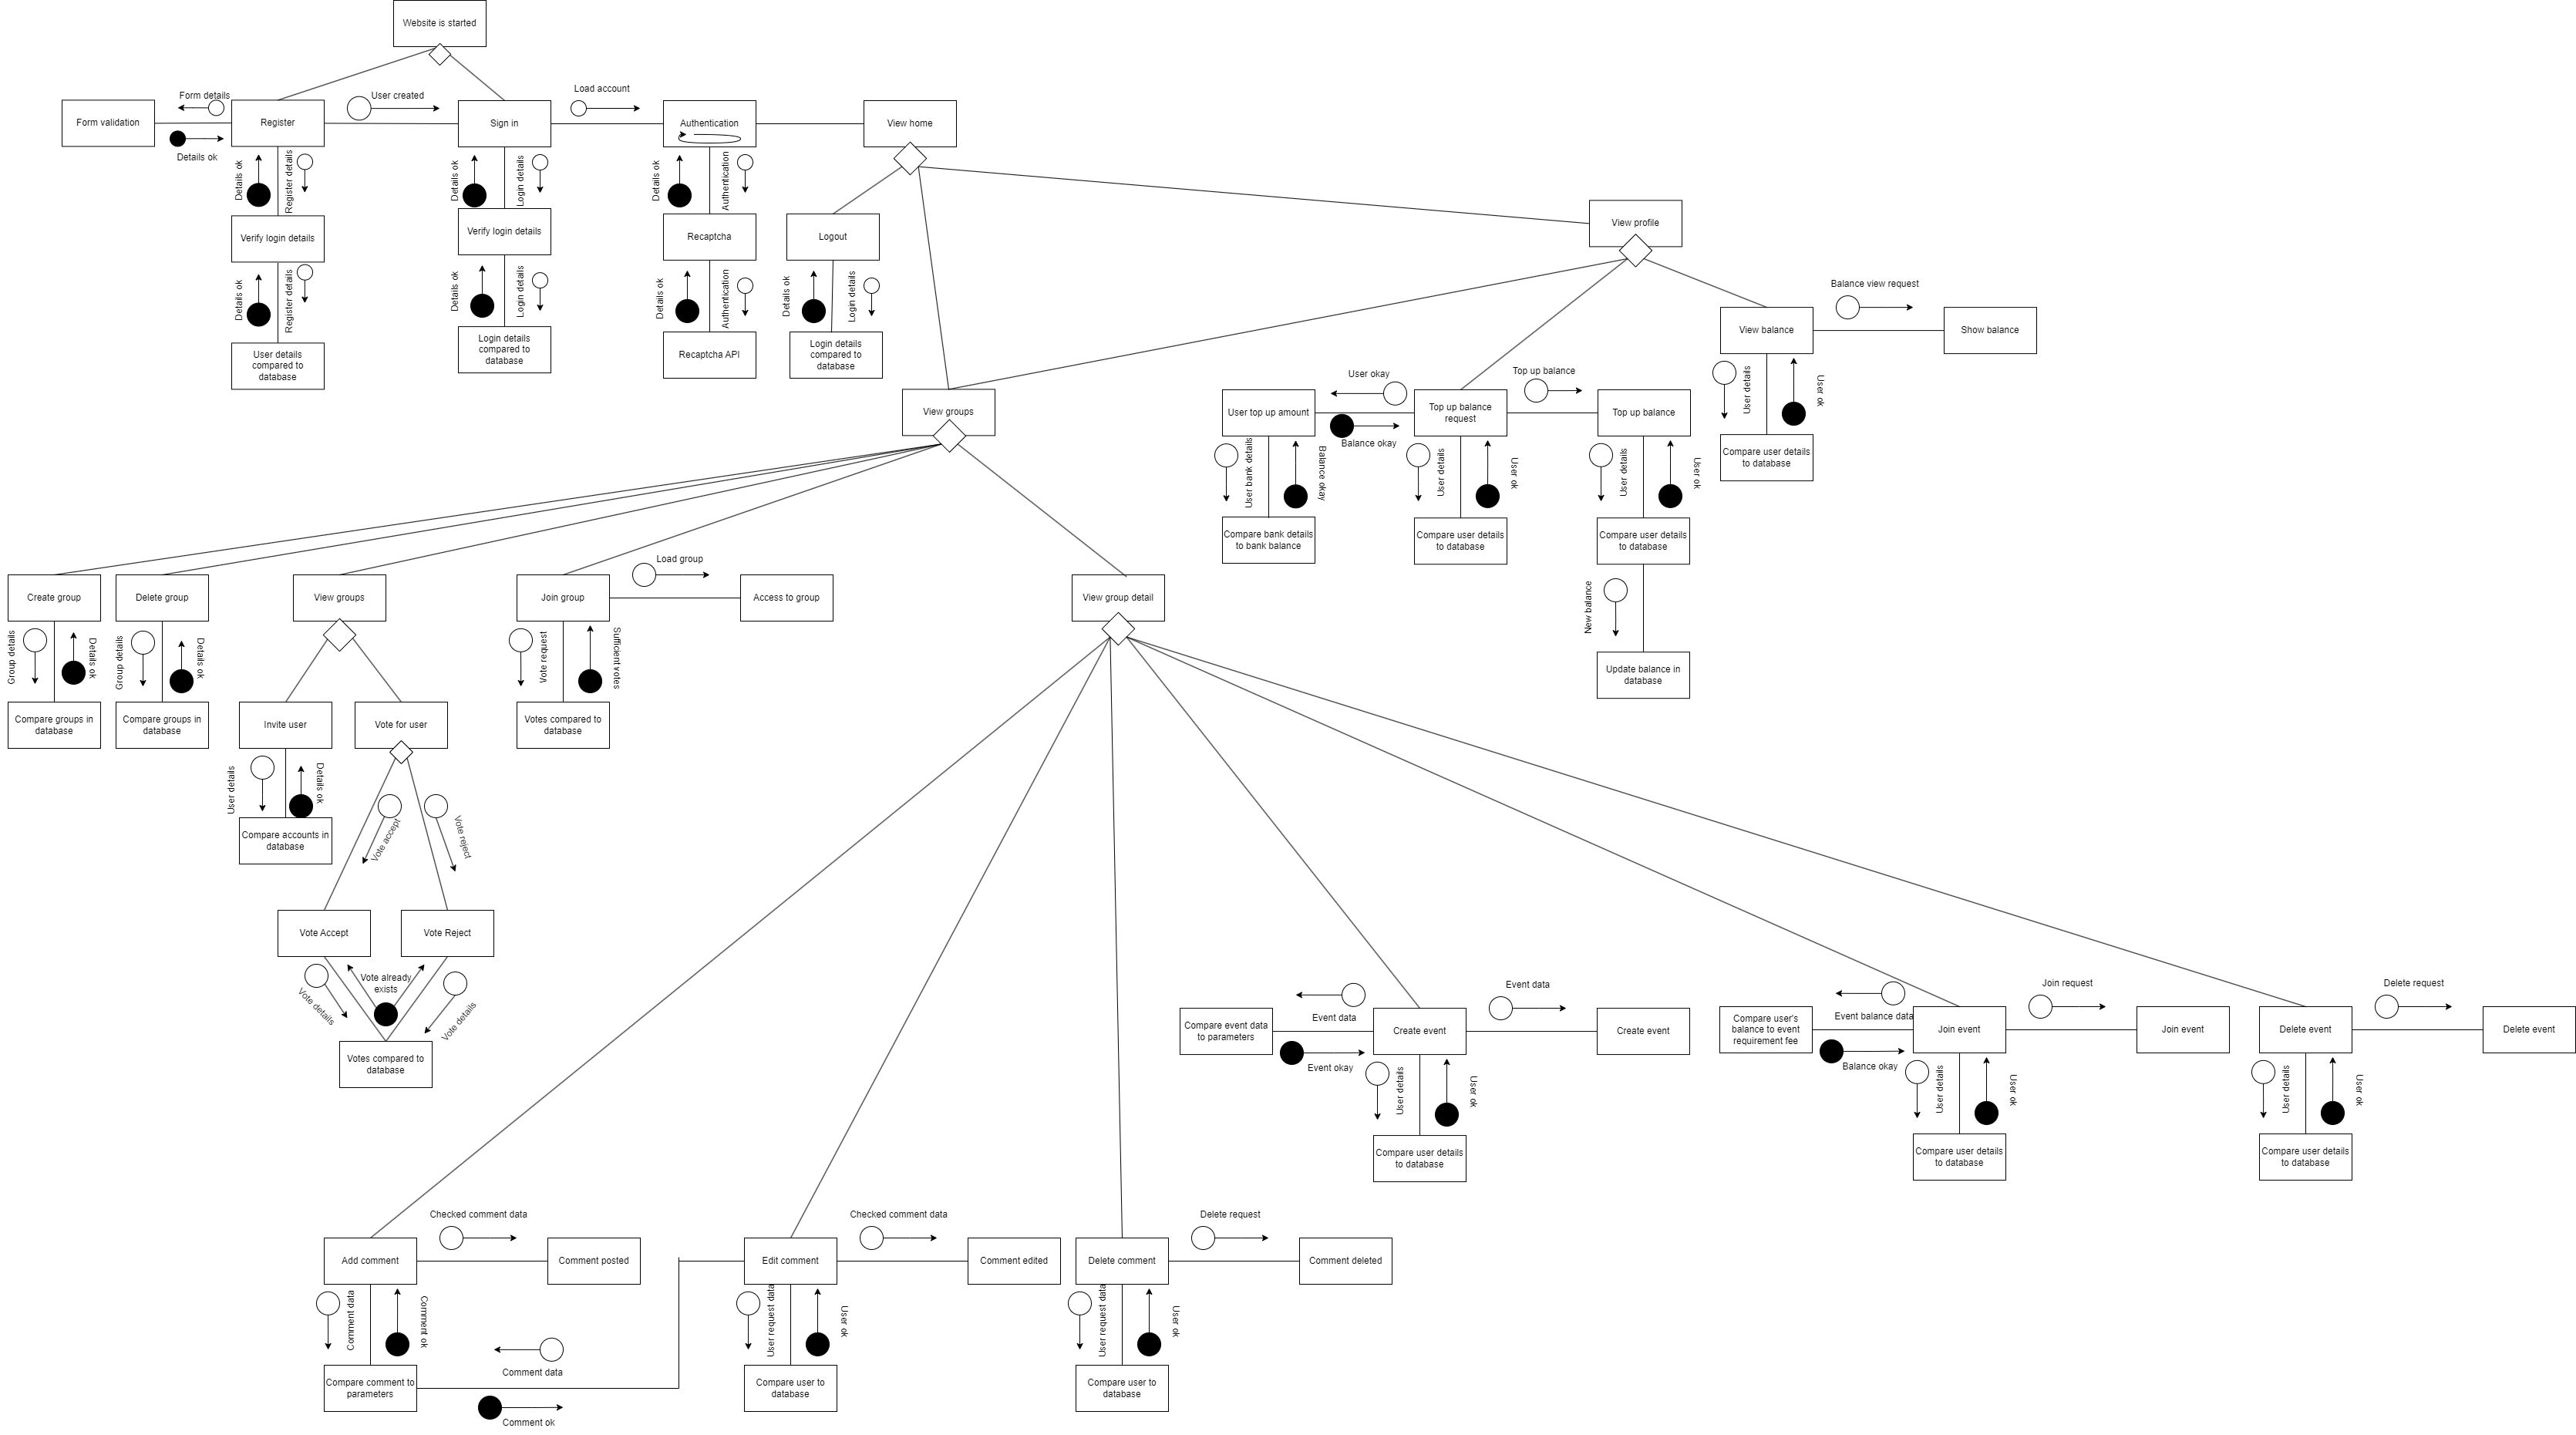 Website is started
Form details
User created
Load account
Form validation
Register
Sign in
Authentication
View home
Details ok
Details ok
Register details
Details ok
Login details
Details ok
Authentication
Verify login details
Verify login details
Recaptcha
Logout
View profile
Details ok
Register details
Details ok
Login details
Details ok
Authentication
Details ok
Login details
Balance view request
User details
compared to
database
Login details
compared to
database
Recaptcha API
Login details
compared to
database
View balance
Show balance
User details
User ok
View groups
User okay
Top up balance
User top up amount
Top up balance
request
Top up balance
Balance okay
Compare user details
to database
User bank details
Balance okay
User details
User ok
User details
User ok
Compare bank details
to bank balance
Compare user details
to database
Compare user details
to database
New balance
Update balance in
database
Load group
Create group
Delete group
View groups
Join group
Access to group
View group detail
Group details
Details ok
Group details
Details ok
Vote request
Sufficient votes
Compare groups in
database
Compare groups in
database
Invite user
Vote for user
Votes compared to
database
User details
Details ok
Compare accounts in
database
Vote accept
Vote reject
Vote Accept
Vote Reject
Vote already
exists
Vote details
Vote details
Votes compared to
database
Event data
Join request
Delete request
Event data
Event balance data
Compare event data
to parameters
Create event
Create event
Compare user's
balance to event
requirement fee
Join event
Join event
Delete event
Delete event
Event okay
Balance okay
User details
User ok
User details
User ok
User details
User ok
Compare user details
to database
Compare user details
to database
Compare user details
to database
Checked comment data
Checked comment data
Delete request
Add comment
Comment posted
Edit comment
Comment edited
Delete comment
Comment deleted
Comment data
Comment ok
User request data
User ok
User request data
User ok
Comment data
Compare comment to
parameters
Compare user to
database
Compare user to
database
Comment ok